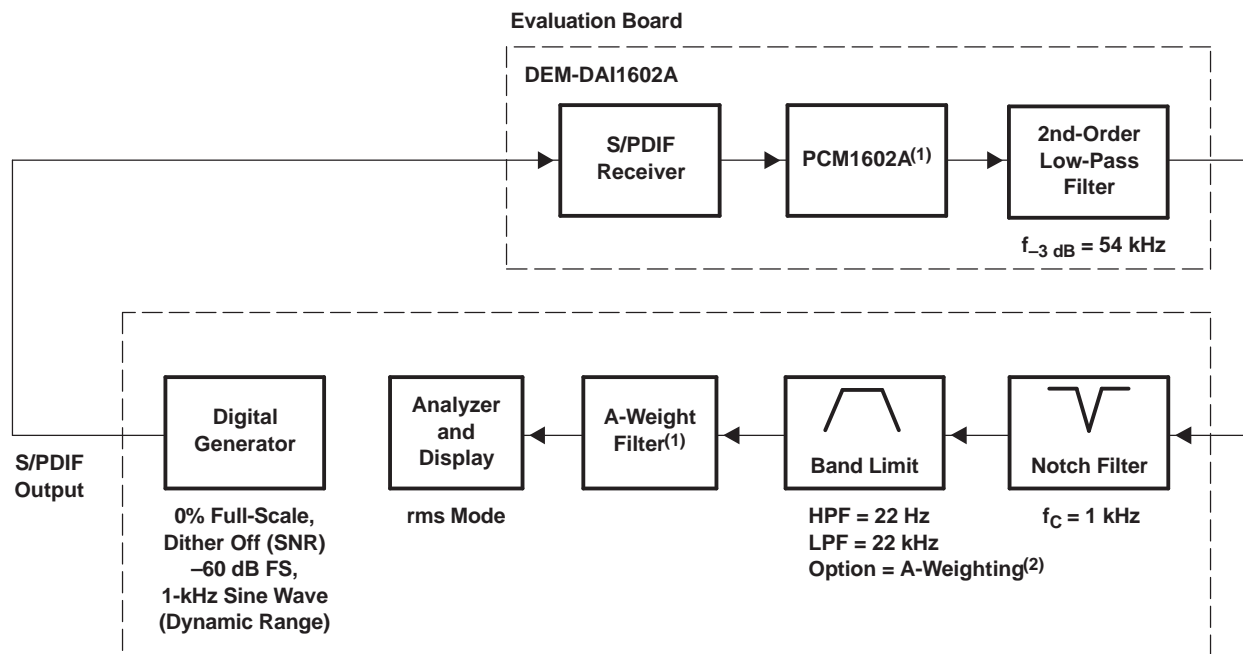 Evaluation Board
DEM-DAI1602A
S/PDIF
Receiver
PCM1602A(1)
2nd-Order
Low-Pass
Filter
f–3 dB = 54 kHz
S/PDIF
Output
Digital
Generator
0% Full-Scale,
Dither Off (SNR)
–60 dB FS,
1-kHz Sine Wave
(Dynamic Range)
Analyzer
and
Display
rms Mode
A-Weight
Filter(1)
Band Limit
HPF = 22 Hz
LPF = 22 kHz
Option = A-Weighting(2)
Notch Filter
fC = 1 kHz